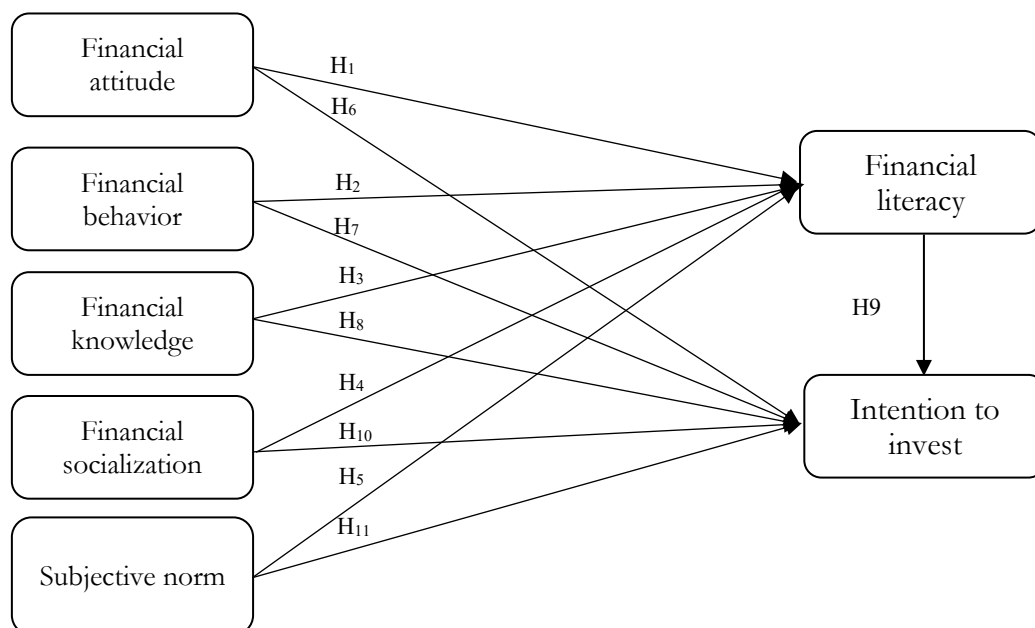 Financial
attitude
H₁
H₆
Financial
behavior
H₂
H₇
Financial
literacy
Financial
knowledge
H₃
H₈
H9
Financial
socialization
H₄
H₁₀
Intention to
invest
Subjective norm
H₅
H₁₁